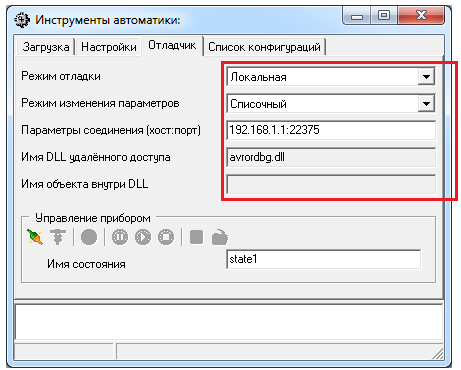 Инструменты автоматики:
Загрузка Настройки Отладчик Список конфигураций
Режим отладки Локальная
Режим изменения параметров Списочный
Параметры соединения (хост:порт) 192.168.1.1:22375
Имя DLL удалённого доступа avrordbg.dll
Имя объекта внутри DLL
Управление прибором
Имя состояния state1